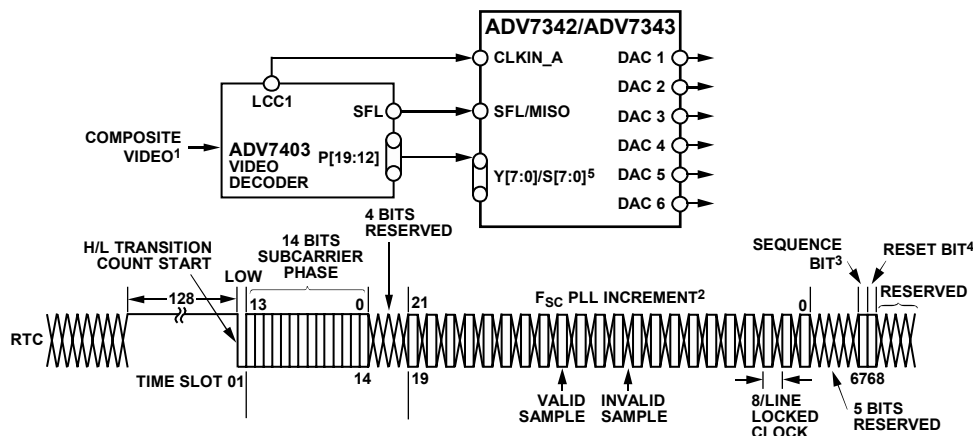 ADV7342/ADV7343
CLKIN_A
DAC 1
LCC1
DAC 2
SFL
SFL/MISO
DAC 3
COMPOSITE
VIDEO1
ADV7403
VIDEO
DECODER
P[19:12]
DAC 4
Y[7:0]/S[7:0]5
DAC 5
DAC 6
H/L TRANSITION
COUNT START
LOW
14 BITS
SUBCARRIER
PHASE
4 BITS
RESERVED
SEQUENCE
BIT3
RESET BIT4
RESERVED
128
13
0
21
FSC PLL INCREMENT2
0
RTC
TIME SLOT 01
14
19
VALID
SAMPLE
INVALID
SAMPLE
8/LINE
LOCKED
CLOCK
6768
5 BITS
RESERVED